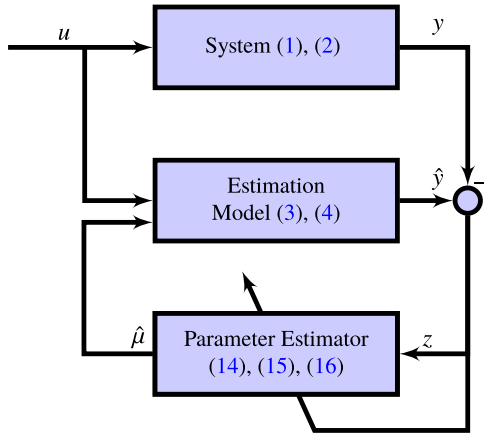 u
y
System (1), (2)
Estimation
Model (3), (4)
ŷ
−
Parameter Estimator
(14), (15), (16)
μ̂
z